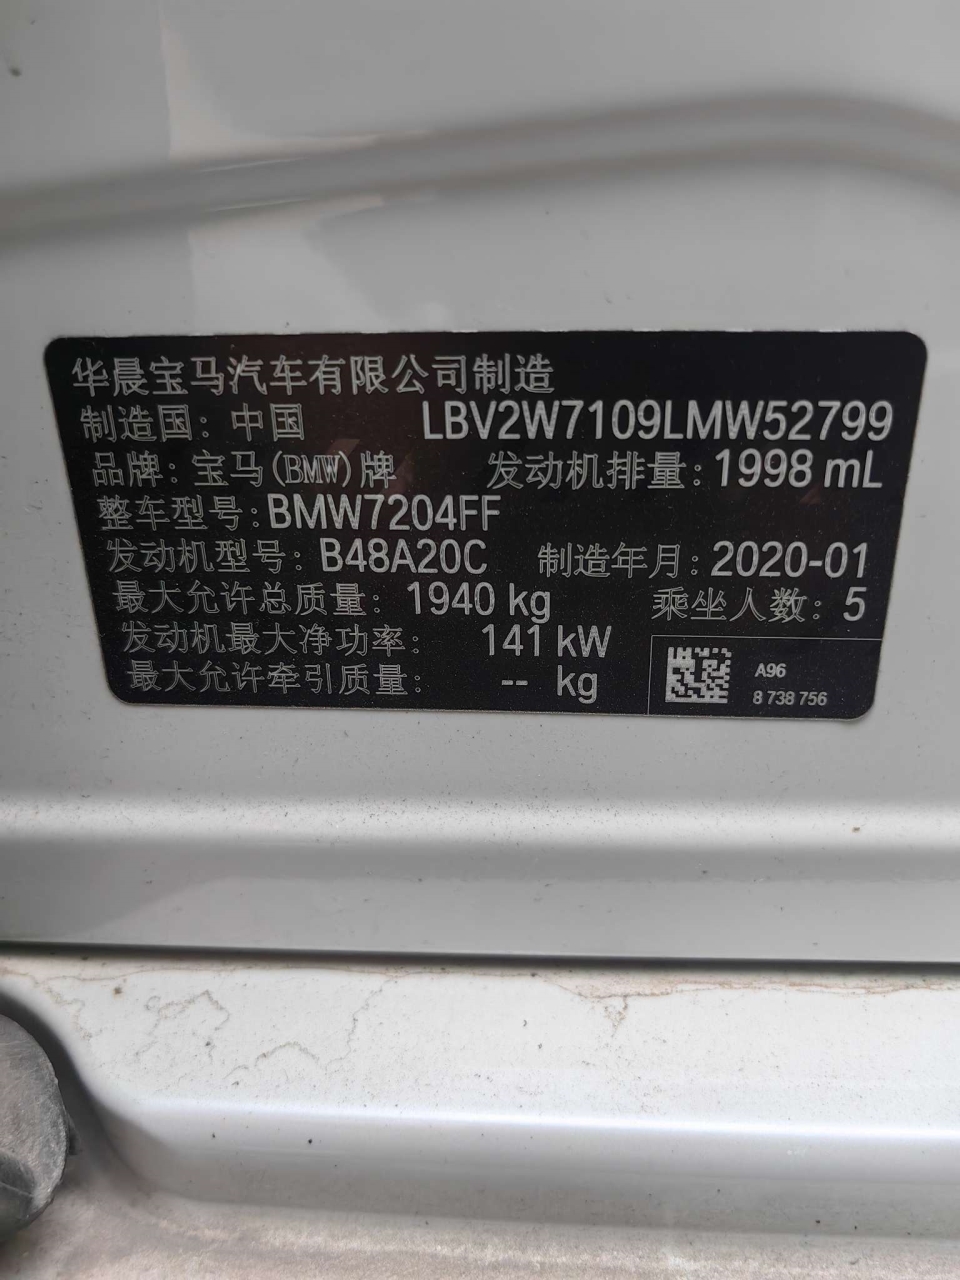 华晨宝马汽车有限公司制造
制造国：中国 LBV2W7109LMW52799
品牌：宝马(BMW)牌 发动机排量：1998 mL
整车型号：BMW7204FF
发动机型号：B48A20C 制造年月：2020-01
最大允许总质量：1940 kg 乘坐人数：5
发动机最大净功率：141 kW
最大允许牵引质量：-- kg
A96
8 738 756